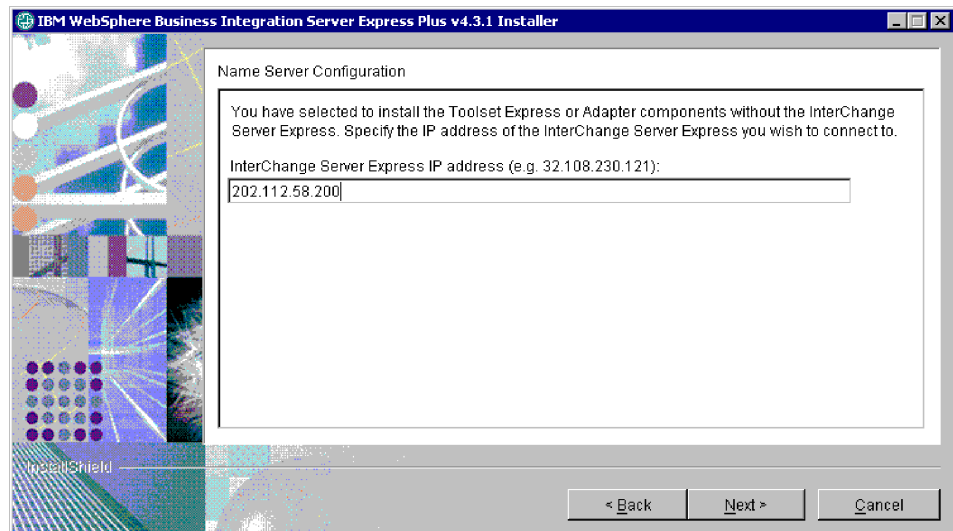 IBM WebSphere Business Integration Server Express Plus v4.3.1 Installer
Name Server Configuration
You have selected to install the Toolset Express or Adapter components without the InterChange
Server Express. Specify the IP address of the InterChange Server Express you wish to connect to.
InterChange Server Express IP address (e.g. 32.108.230.121):
202.112.58.200
InstallShield
< Back
Next >
Cancel